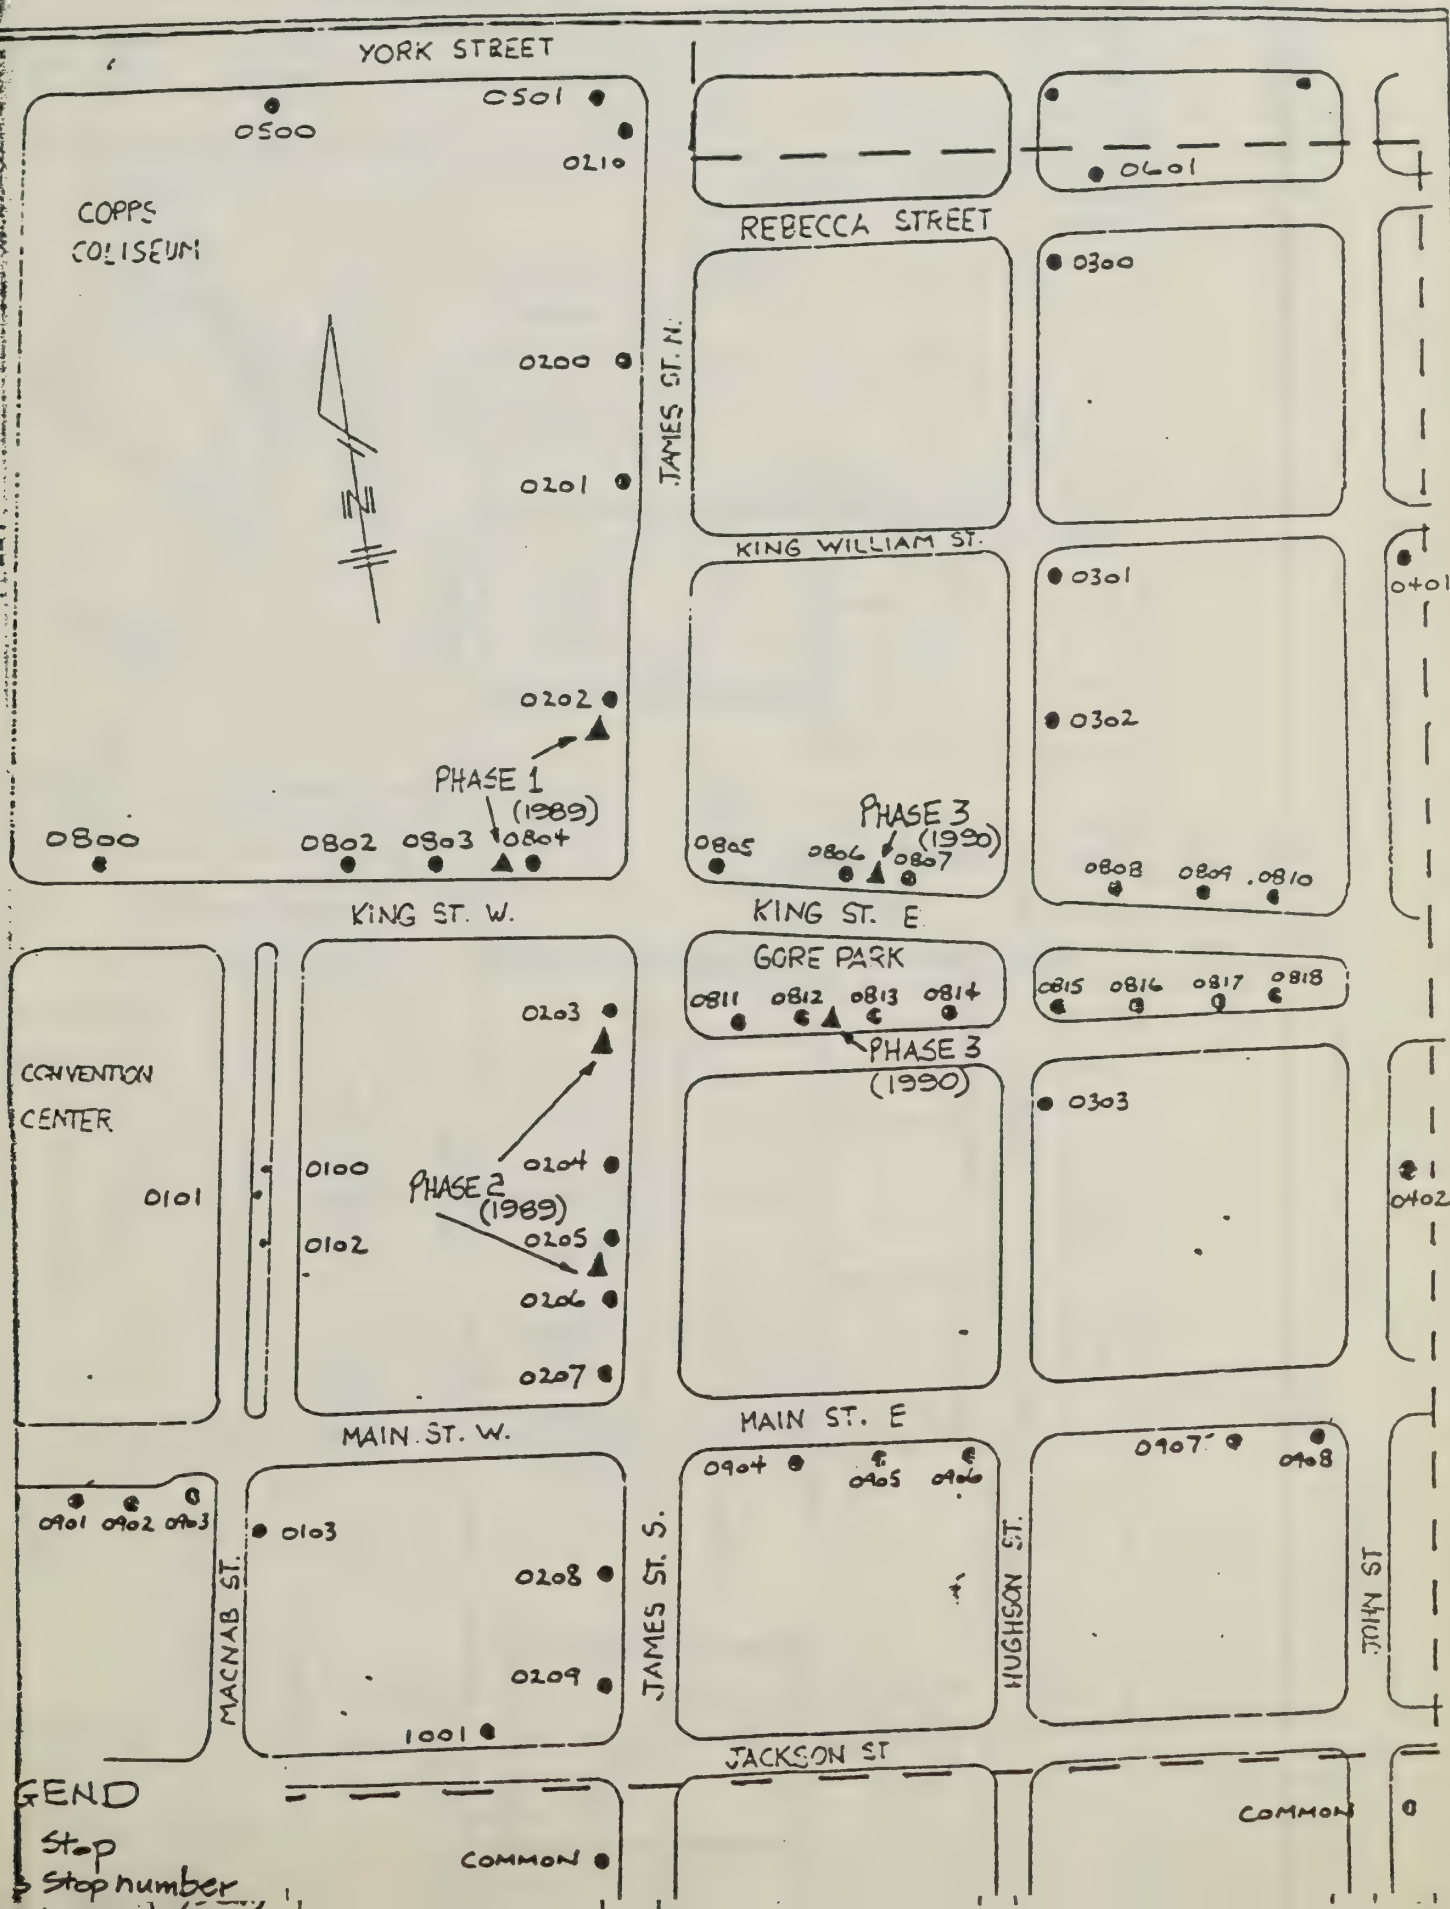 YORK STREET
0500
0501
0210
0601
COPPS
COLISEUM
REBECCA STREET
0300
0200
JAMES ST. N.
0201
N
KING WILLIAM ST.
0301
0401
0202
0302
PHASE 1
(1989)
PHASE 3
(1990)
0800
0802
0803
0804
0805
0806
0807
0808
0809
0810
KING ST. W.
KING ST. E
GORE PARK
0203
0811
0812
0813
0814
0815
0816
0817
0818
PHASE 3
(1990)
CONVENTION
CENTER
0303
0100
0101
0102
PHASE 2
(1989)
0204
0205
0206
0207
0402
MAIN ST. W.
MAIN ST. E
0901
0902
0903
0103
0904
0905
0906
0907
0908
MACNAB ST.
0208
JAMES ST. S.
HUGHSON ST.
JOHN ST
0209
1001
JACKSON ST
GEND
Stop
Stop number
COMMON
COMMON